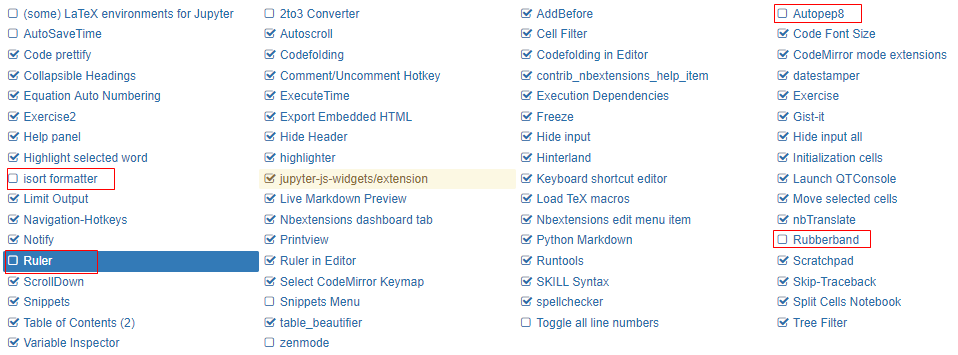 (some) LaTeX environments for Jupyter 2to3 Converter AddBefore Autopep8
AutoSaveTime Autoscroll Cell Filter Code Font Size
Code prettify Codefolding Codefolding in Editor CodeMirror mode extensions
Collapsible Headings Comment/Uncomment Hotkey contrib_nbextensions_help_item datestamper
Equation Auto Numbering ExecuteTime Execution Dependencies Exercise
Exercise2 Export Embedded HTML Freeze Gist-it
Help panel Hide Header Hide input Hide input all
Highlight selected word highlighter Hinterland Initialization cells
isort formatter jupyter-js-widgets/extension Keyboard shortcut editor Launch QTConsole
Limit Output Live Markdown Preview Load TeX macros Move selected cells
Navigation-Hotkeys Nbextensions dashboard tab Nbextensions edit menu item nbTranslate
Notify Printview Python Markdown Rubberband
Ruler Ruler in Editor Runtools Scratchpad
ScrollDown Select CodeMirror Keymap SKILL Syntax Skip-Traceback
Snippets Snippets Menu spellchecker Split Cells Notebook
Table of Contents (2) table_beautifier Toggle all line numbers Tree Filter
Variable Inspector zenmode